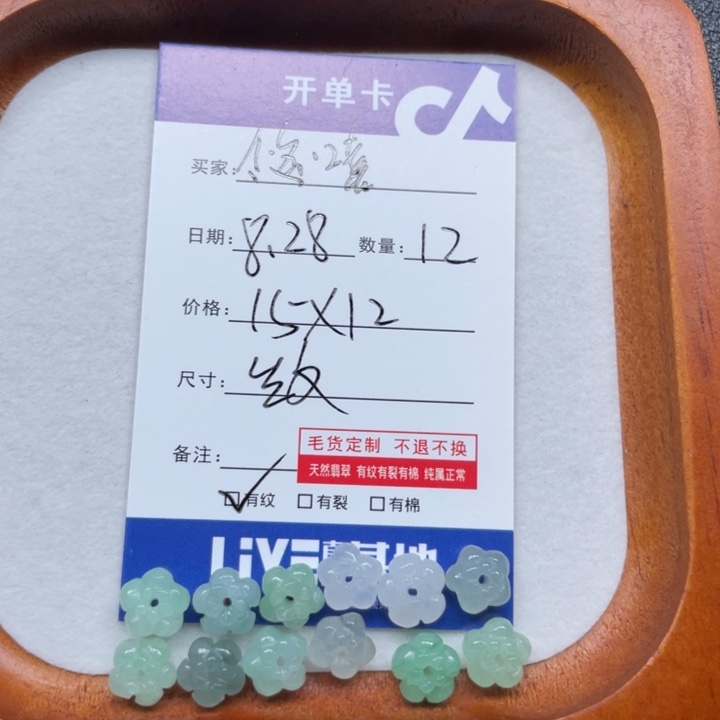 开单卡
买家:
日期: 8.28 数量: 12
价格: 15X12
尺寸:
备注:
毛货定制 不退不换
天然翡翠 有纹有裂有棉 纯属正常
☑有纹 □有裂 □有棉
LIVE